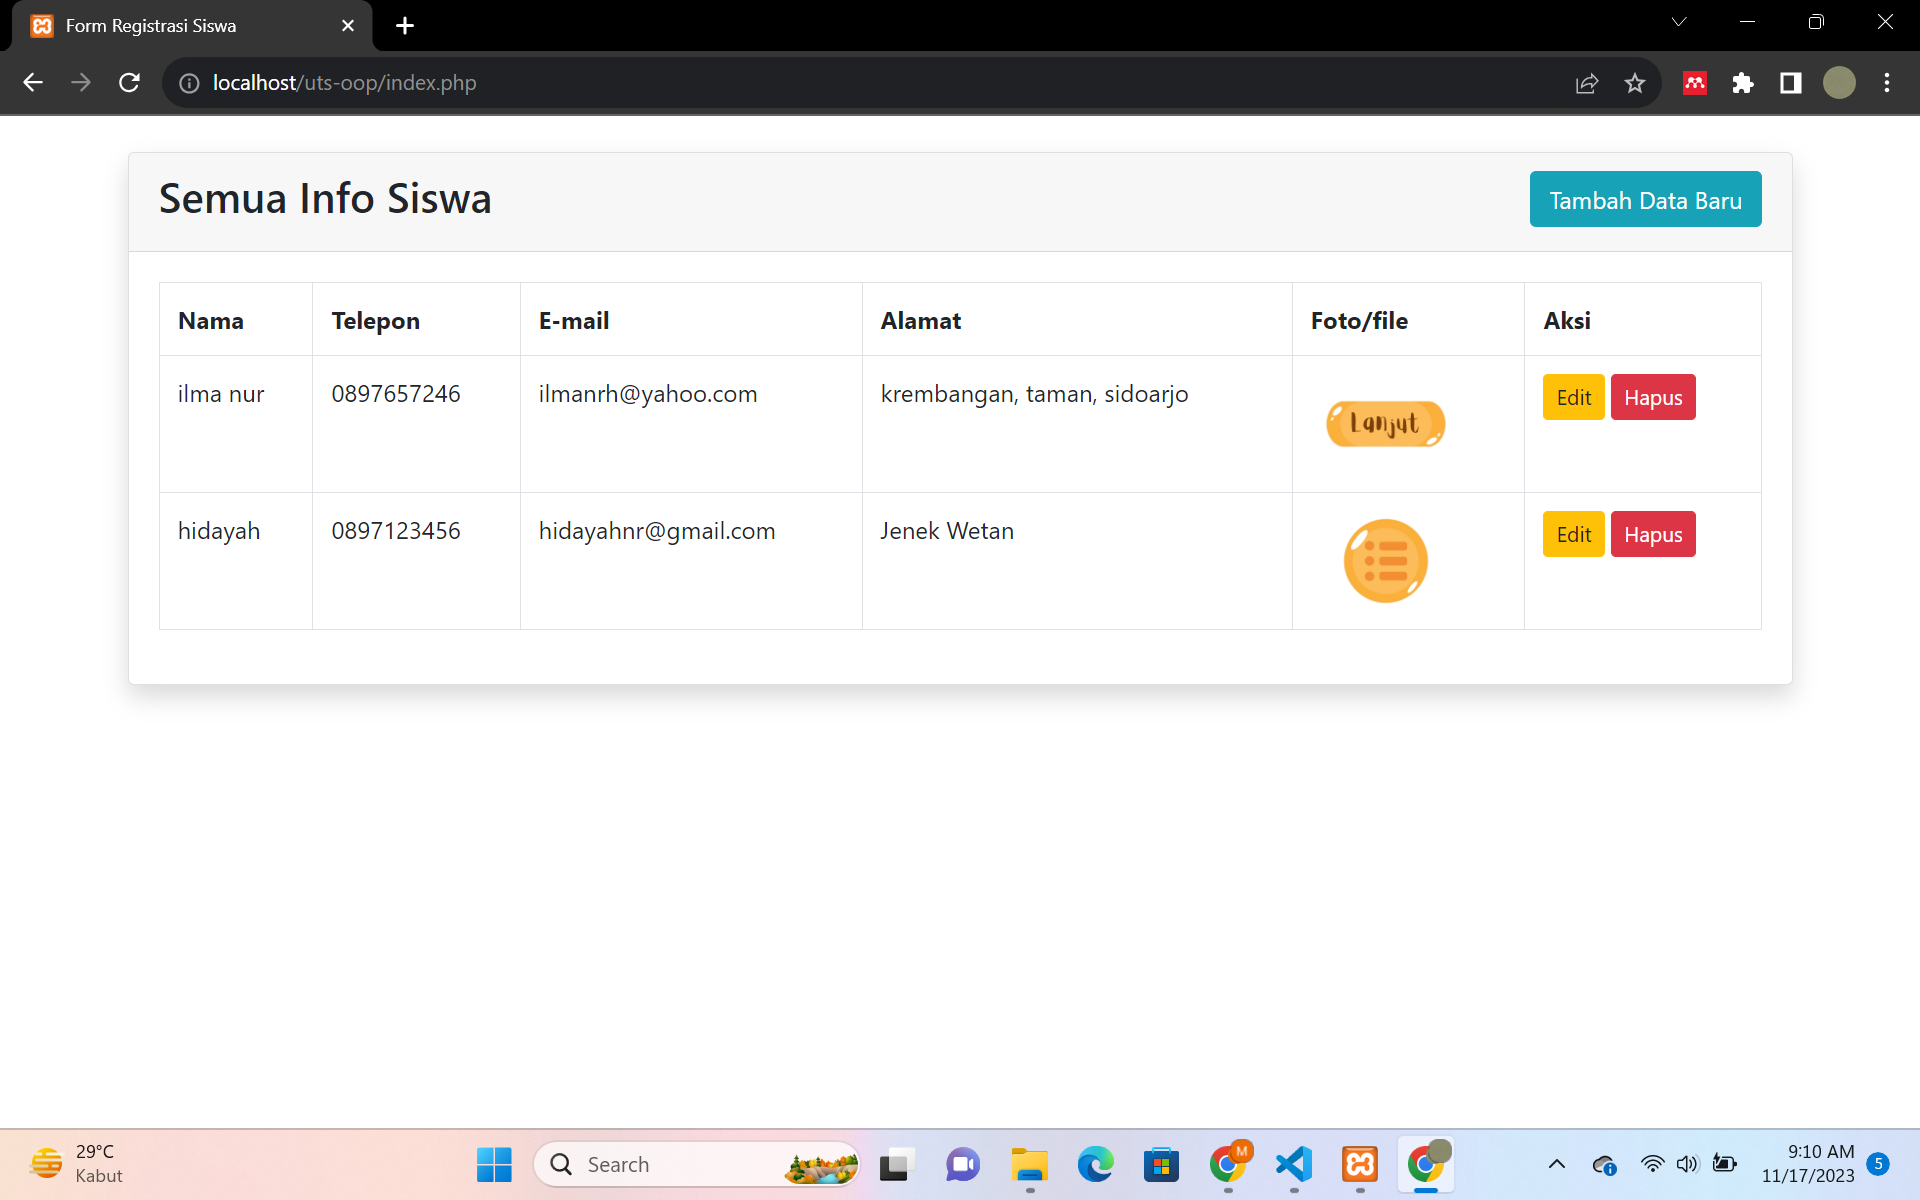 Form Registrasi Siswa
localhost/uts-oop/index.php
Semua Info Siswa
Tambah Data Baru
Nama Telepon E-mail Alamat Foto/file Aksi
ilma nur 0897657246 ilmanrh@yahoo.com krembangan, taman, sidoarjo Lanjut Edit Hapus
hidayah 0897123456 hidayahnr@gmail.com Jenek Wetan Edit Hapus
29°C
Kabut
Search
M
9:10 AM
11/17/2023
5